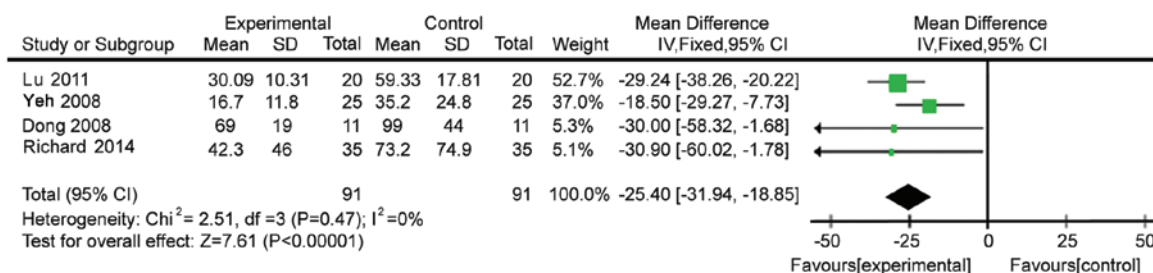 Experimental Control Mean Difference Mean Difference
Study or Subgroup Mean SD Total Mean SD Total Weight IV,Fixed,95% CI IV,Fixed,95% CI
Lu 2011 30.09 10.31 20 59.33 17.81 20 52.7% -29.24 [-38.26, -20.22]
Yeh 2008 16.7 11.8 25 35.2 24.8 25 37.0% -18.50 [-29.27, -7.73]
Dong 2008 69 19 11 99 44 11 5.3% -30.00 [-58.32, -1.68]
Richard 2014 42.3 46 35 73.2 74.9 35 5.1% -30.90 [-60.02, -1.78]
Total (95% CI) 91 91 100.0% -25.40 [-31.94, -18.85]
Heterogeneity: Chi² = 2.51, df =3 (P=0.47); I²=0%
Test for overall effect: Z=7.61 (P<0.00001)
-50 -25 0 25 50
Favours[experimental] Favours[control]